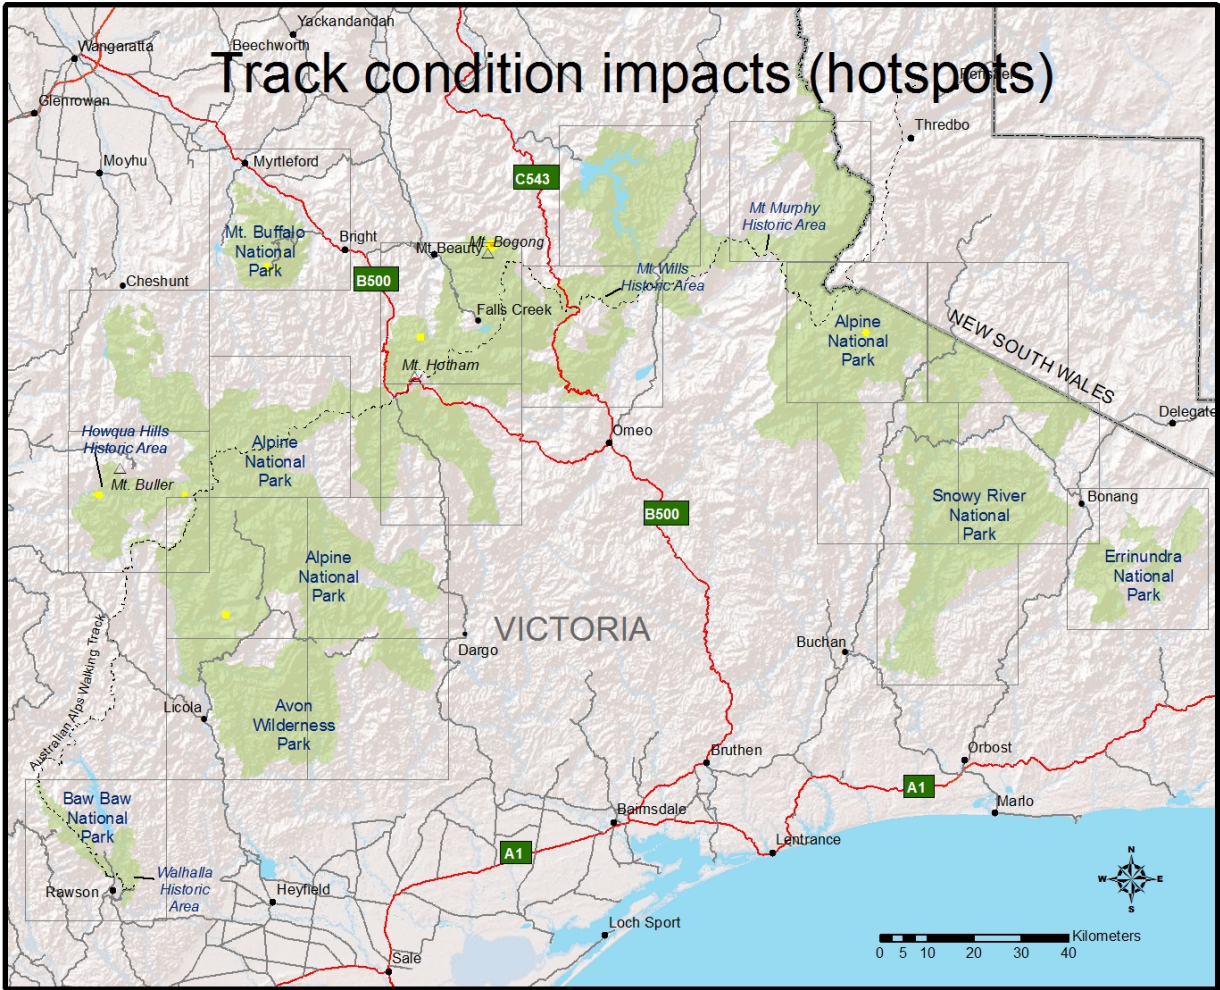 Yackandandah
Wangaratta
Beechworth
Track condition impacts (hotspots)
Glenrowan
Thredbo
Moyhu
Myrtleford
C543
Mt Murphy
Historic Area
Mt. Buffalo
National
Park
Bright
Mt Beauty
Mt. Bogong
Mt Wills
Historic Area
Cheshunt
B500
Falls Creek
Alpine
National
Park
NEW SOUTH WALES
Mt. Hotham
Delegate
Howqua Hills
Historic Area
Alpine
National
Park
Omeo
Mt. Buller
Snowy River
National
Park
Bonang
B500
Alpine
National
Park
Errinundra
National
Park
VICTORIA
Buchan
Dargo
Australian Alps Walking Track
Licola
Avon
Wilderness
Park
Bruthen
Orbost
A1
Baw Baw
National
Park
Bairnsdale
Marlo
Lentrance
A1
N
W E
S
Walhalla
Historic
Area
Rawson
Heyfield
Loch Sport
Kilometers
0 5 10 20 30 40
Sale